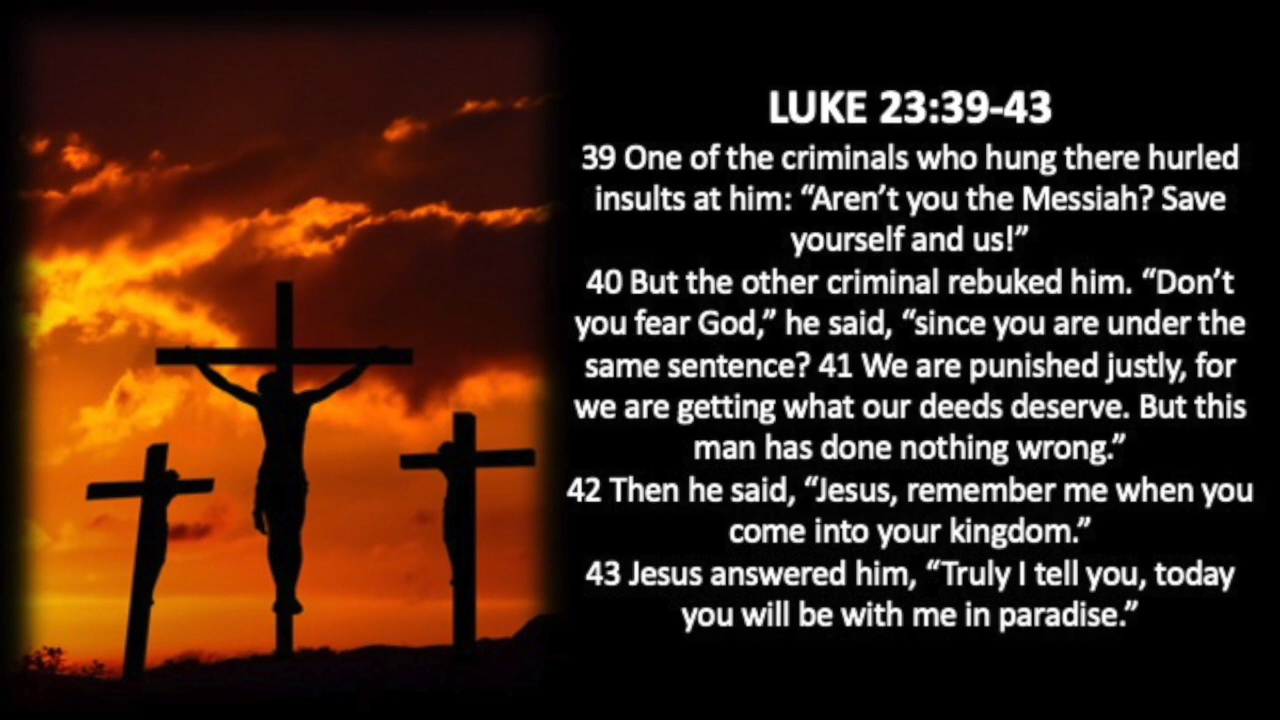 LUKE 23:39-43
39 One of the criminals who hung there hurled
insults at him: “Aren’t you the Messiah? Save
yourself and us!”
40 But the other criminal rebuked him. “Don’t
you fear God,” he said, “since you are under the
same sentence? 41 We are punished justly, for
we are getting what our deeds deserve. But this
man has done nothing wrong.”
42 Then he said, “Jesus, remember me when you
come into your kingdom.”
43 Jesus answered him, “Truly I tell you, today
you will be with me in paradise.”